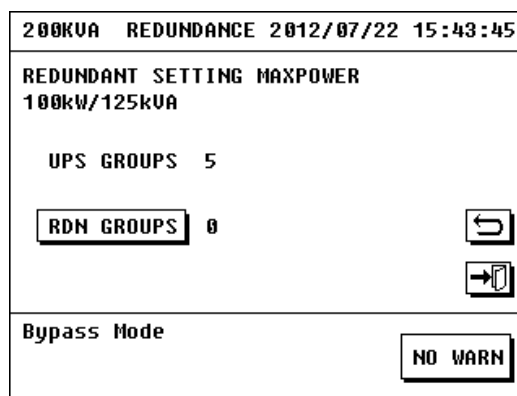 200KVA REDUNDANCE 2012/07/22 15:43:45
REDUNDANT SETTING MAXPOWER
100kW/125kVA
UPS GROUPS 5
RDN GROUPS 0
Bypass Mode
NO WARN